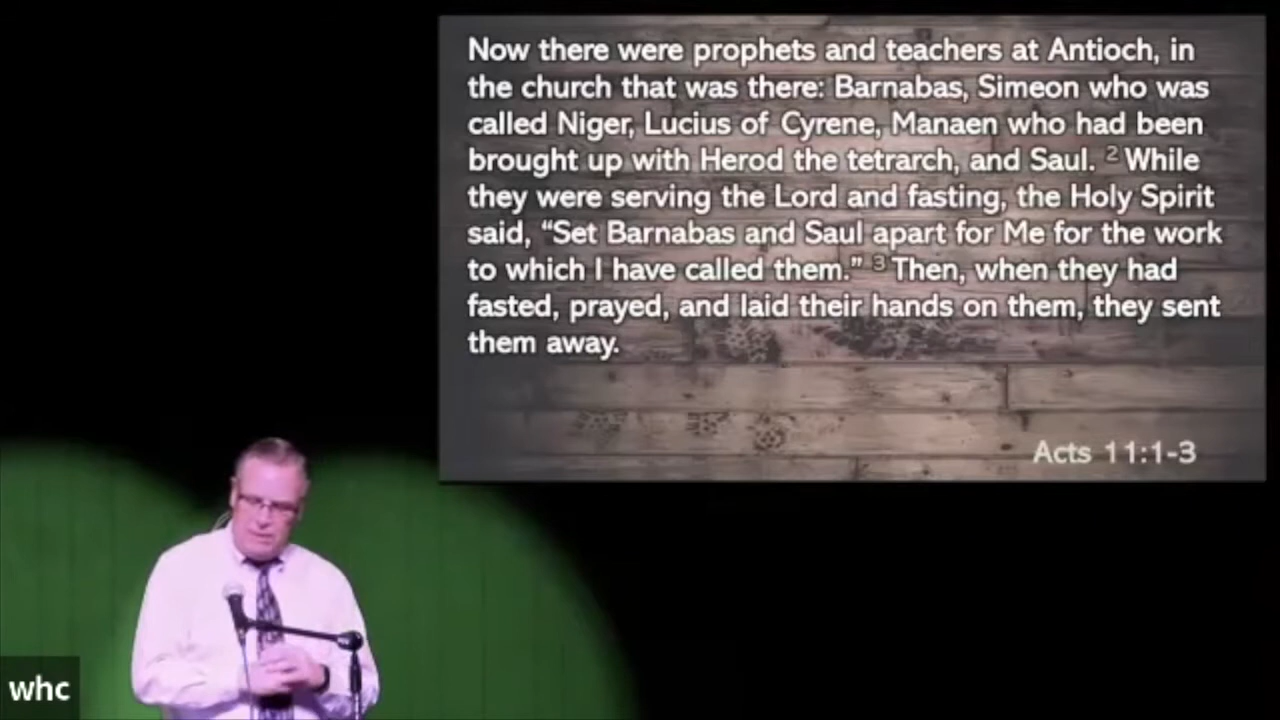 Now there were prophets and teachers at Antioch, in
the church that was there: Barnabas, Simeon who was
called Niger, Lucius of Cyrene, Manaen who had been
brought up with Herod the tetrarch, and Saul. 2 While
they were serving the Lord and fasting, the Holy Spirit
said, “Set Barnabas and Saul apart for Me for the work
to which I have called them.” 3 Then, when they had
fasted, prayed, and laid their hands on them, they sent
them away.
Acts 11:1-3
whc